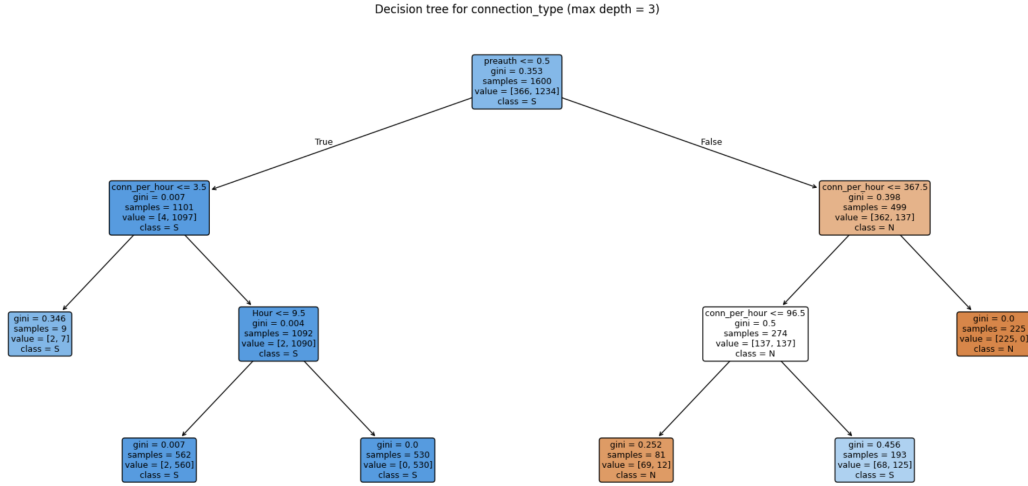 Decision tree for connection_type (max depth = 3)
preauth <= 0.5
gini = 0.353
samples = 1600
value = [366, 1234]
class = S
True
False
conn_per_hour <= 3.5
gini = 0.007
samples = 1101
value = [4, 1097]
class = S
conn_per_hour <= 367.5
gini = 0.398
samples = 499
value = [362, 137]
class = N
gini = 0.346
samples = 9
value = [2, 7]
class = S
Hour <= 9.5
gini = 0.004
samples = 1092
value = [2, 1090]
class = S
conn_per_hour <= 96.5
gini = 0.5
samples = 274
value = [137, 137]
class = N
gini = 0.0
samples = 225
value = [225, 0]
class = N
gini = 0.007
samples = 562
value = [2, 560]
class = S
gini = 0.0
samples = 530
value = [0, 530]
class = S
gini = 0.252
samples = 81
value = [69, 12]
class = N
gini = 0.456
samples = 193
value = [68, 125]
class = S